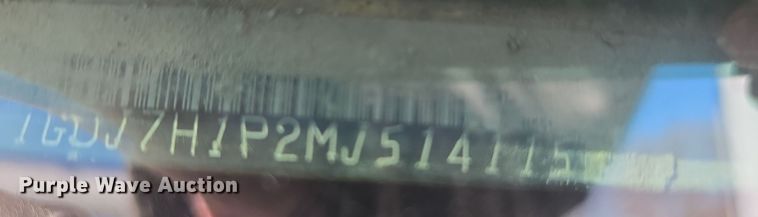 1GDJ7H1P2MJ514115
Purple Wave Auction